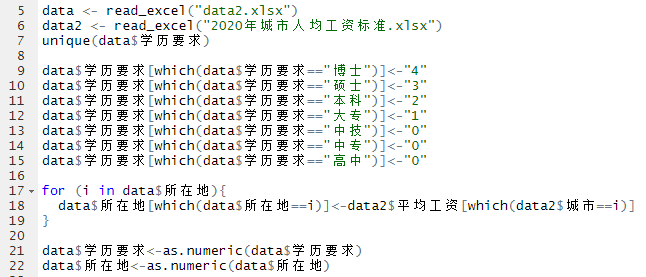 5 data <- read_excel("data2.xlsx")
6 data2 <- read_excel("2020年城市人均工资标准.xlsx")
7 unique(data$学历要求)
8
9 data$学历要求[which(data$学历要求=="博士")]<-"4"
10 data$学历要求[which(data$学历要求=="硕士")]<-"3"
11 data$学历要求[which(data$学历要求=="本科")]<-"2"
12 data$学历要求[which(data$学历要求=="大专")]<-"1"
13 data$学历要求[which(data$学历要求=="中技")]<-"0"
14 data$学历要求[which(data$学历要求=="中专")]<-"0"
15 data$学历要求[which(data$学历要求=="高中")]<-"0"
16
17 for (i in data$所在地){
18   data$所在地[which(data$所在地==i)]<-data2$平均工资[which(data2$城市==i)]
19 }
20
21 data$学历要求<-as.numeric(data$学历要求)
22 data$所在地<-as.numeric(data$所在地)